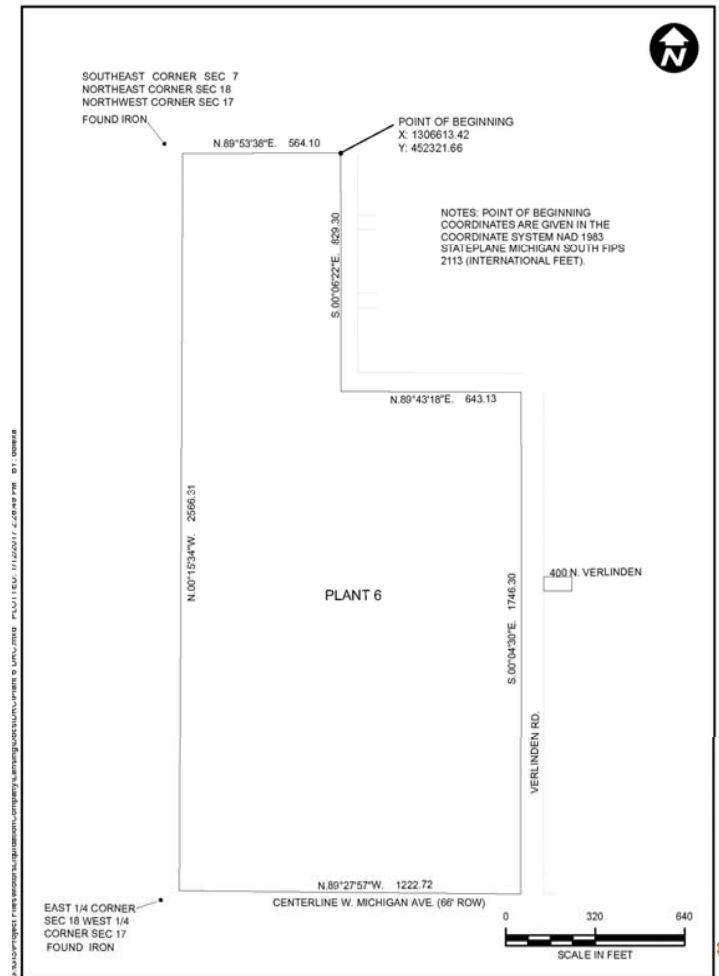 N
SOUTHEAST CORNER SEC 7
NORTHEAST CORNER SEC 18
NORTHWEST CORNER SEC 17
FOUND IRON
POINT OF BEGINNING
X: 1306613.42
Y: 452321.66
N.89°53'38"E. 564.10
S.00°06'22"E. 829.30
NOTES: POINT OF BEGINNING
COORDINATES ARE GIVEN IN THE
COORDINATE SYSTEM NAD 1983
STATEPLANE MICHIGAN SOUTH FIPS
2113 (INTERNATIONAL FEET).
N.89°43'18"E. 643.13
N.00°15'34"W. 2566.31
PLANT 6
S.00°04'30"E. 1746.30
400 N. VERLINDEN
VERLINDEN RD.
N.89°27'57"W. 1222.72
CENTERLINE W. MICHIGAN AVE. (66' ROW)
EAST 1/4 CORNER
SEC 18 WEST 1/4
CORNER SEC 17
FOUND IRON
0 320 640
SCALE IN FEET